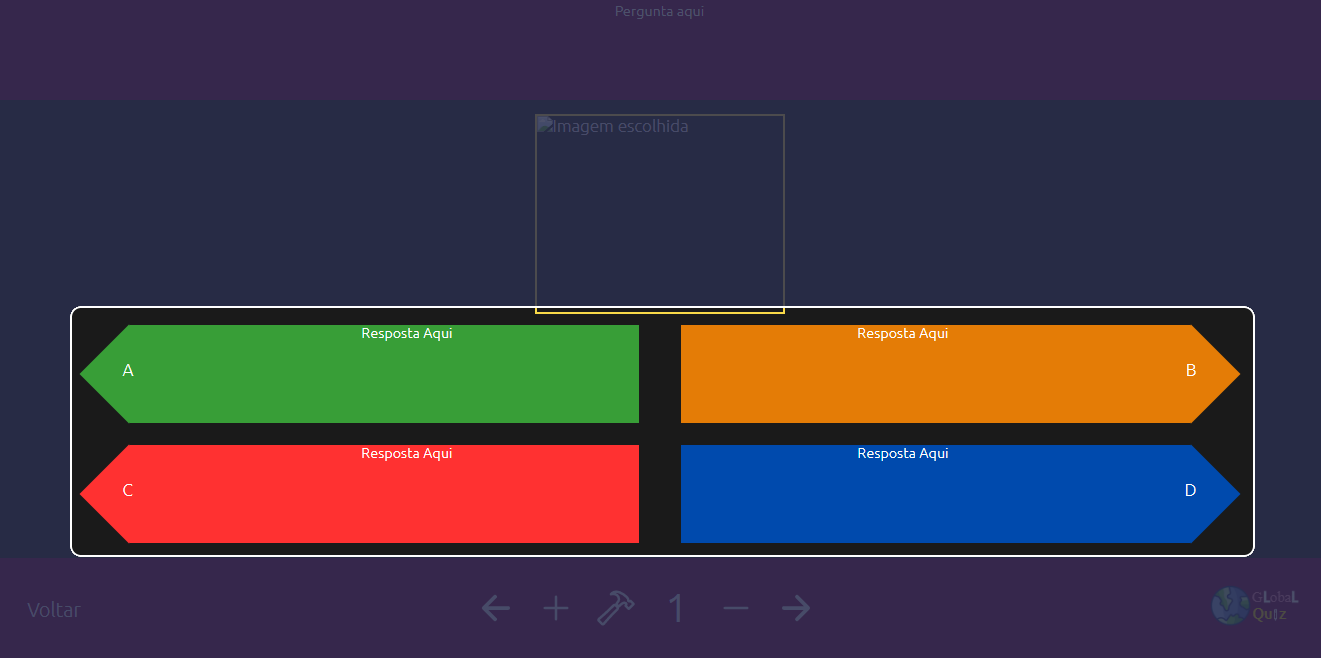 Pergunta aqui
Imagem escolhida
Resposta Aqui
A
Resposta Aqui
B
Resposta Aqui
C
Resposta Aqui
D
Voltar
1
GLobaL
Quiz